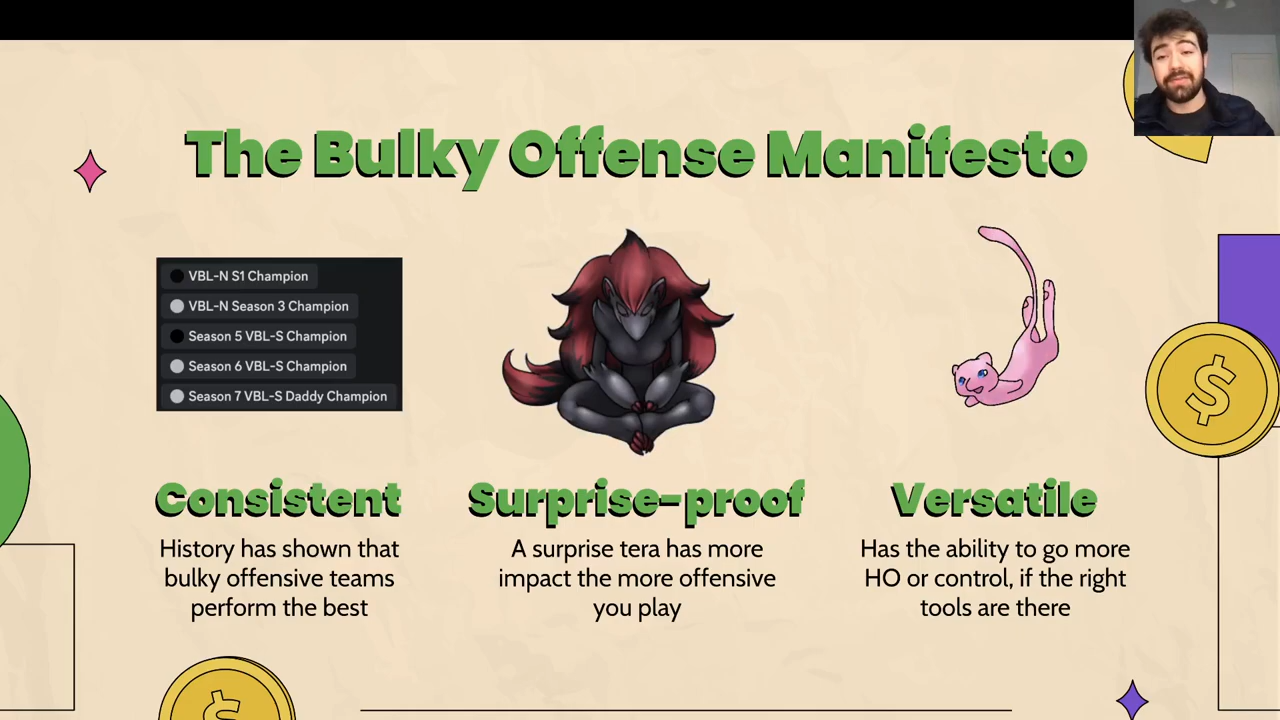 The Bulky Offense Manifesto
VBL-N S1 Champion
VBL-N Season 3 Champion
Season 5 VBL-S Champion
Season 6 VBL-S Champion
Season 7 VBL-S Daddy Champion
Consistent
History has shown that
bulky offensive teams
perform the best
Surprise-proof
A surprise tera has more
impact the more offensive
you play
Versatile
Has the ability to go more
HO or control, if the right
tools are there
$
$